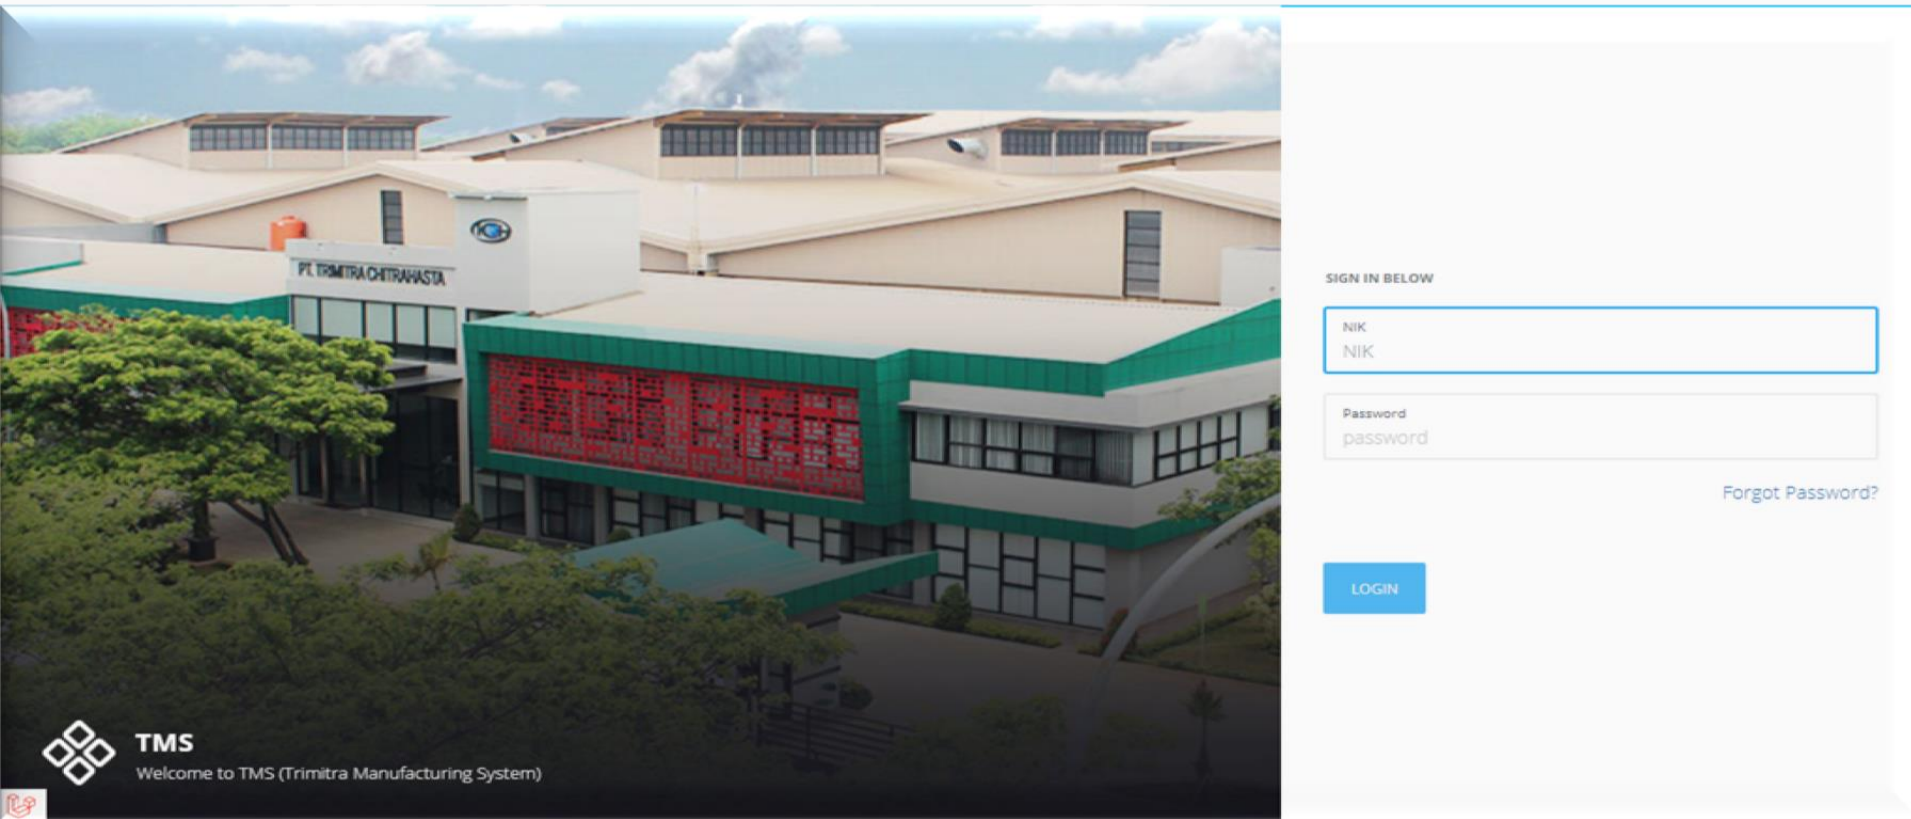 PT. TRIMITRA CHITRAHASTA
TMS
Welcome to TMS (Trimitra Manufacturing System)
SIGN IN BELOW
NIK
NIK
Password
password
Forgot Password?
LOGIN